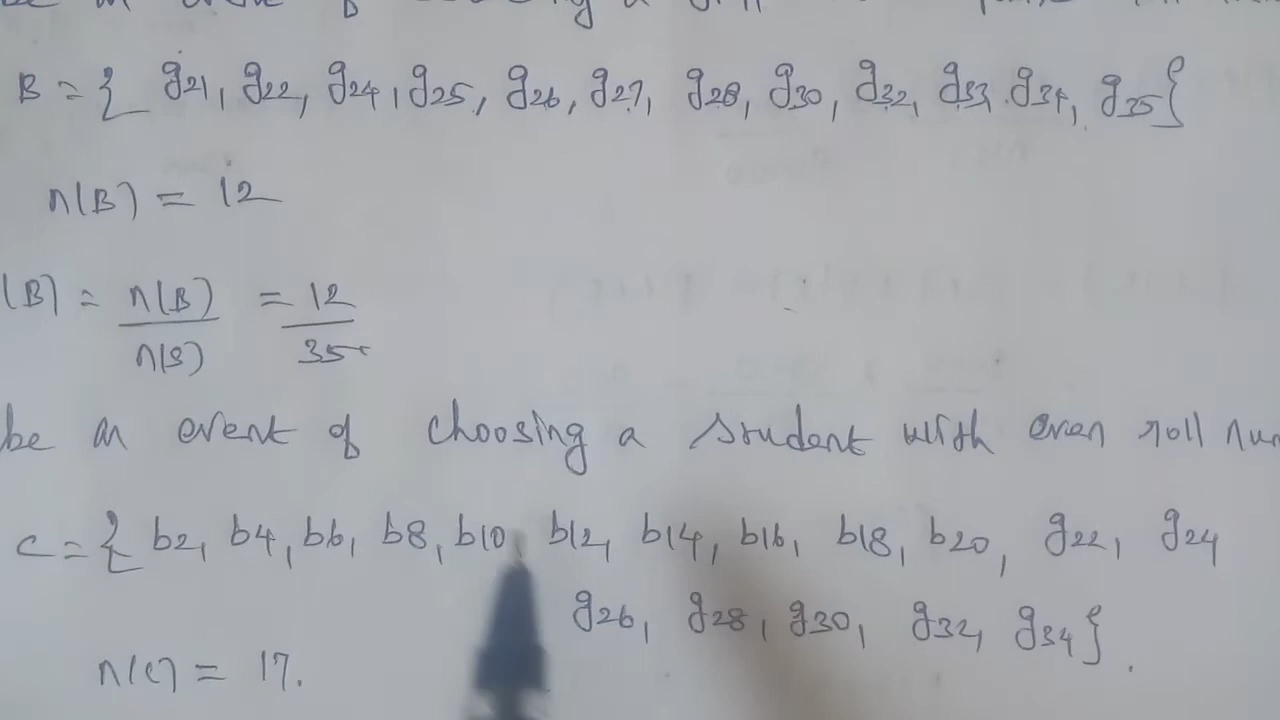 B = { g21, g22, g24, g25, g26, g27, g28, g30, g32, g33, g34, g35}
n(B) = 12
(B) = n(B) / n(S) = 12 / 35
be an event of choosing a student with even roll num
C = { b2, b4, b6, b8, b10, b12, b14, b16, b18, b20, g22, g24
g26, g28, g30, g32, g34}.
n(C) = 17.